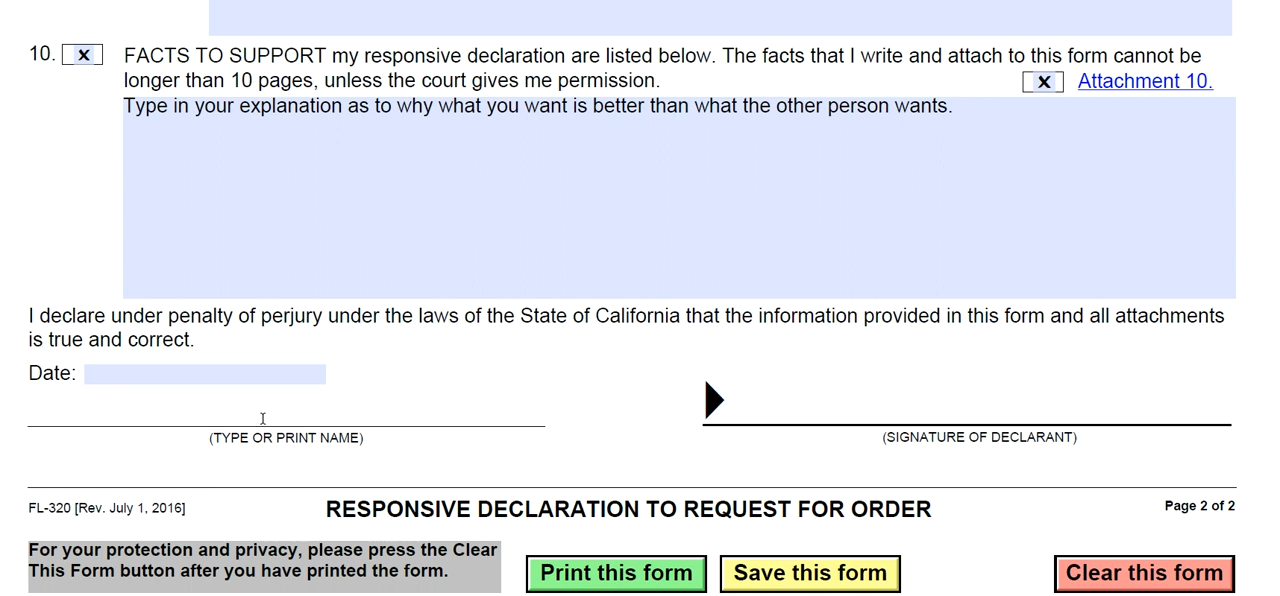 10. X FACTS TO SUPPORT my responsive declaration are listed below. The facts that I write and attach to this form cannot be
longer than 10 pages, unless the court gives me permission. X Attachment 10.
Type in your explanation as to why what you want is better than what the other person wants.
I declare under penalty of perjury under the laws of the State of California that the information provided in this form and all attachments
is true and correct.
Date:
(TYPE OR PRINT NAME) (SIGNATURE OF DECLARANT)
FL-320 [Rev. July 1, 2016] RESPONSIVE DECLARATION TO REQUEST FOR ORDER Page 2 of 2
For your protection and privacy, please press the Clear
This Form button after you have printed the form.
Print this form Save this form Clear this form